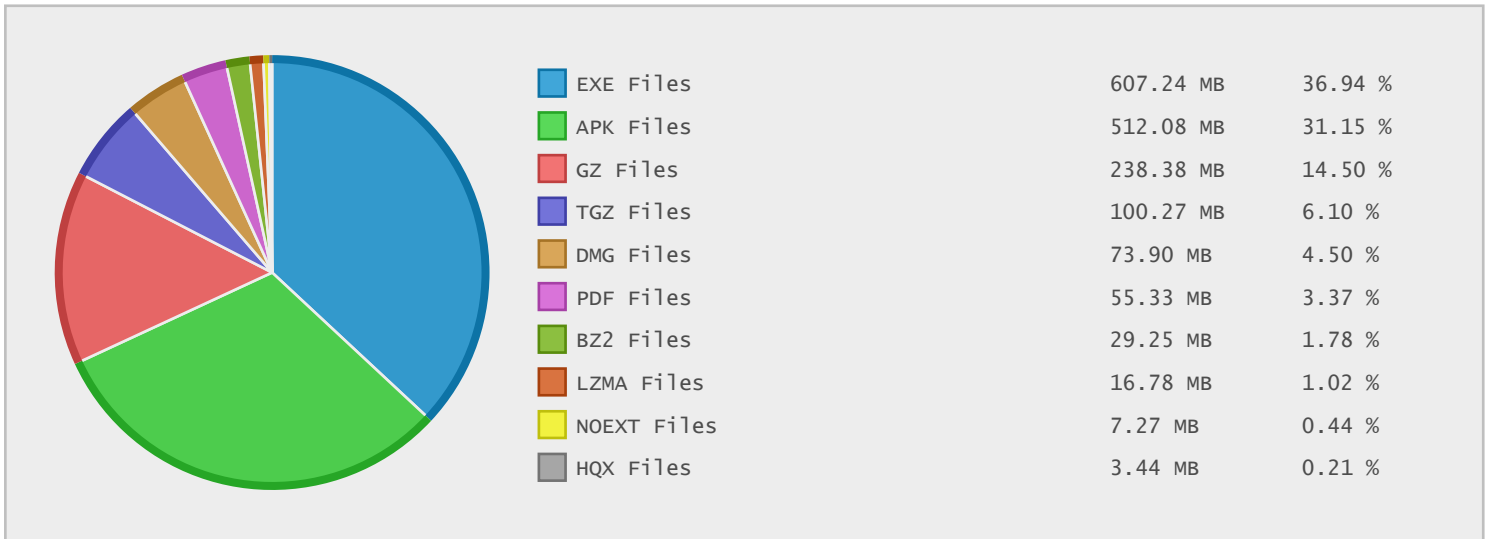 EXE Files 607.24 MB 36.94 %
APK Files 512.08 MB 31.15 %
GZ Files 238.38 MB 14.50 %
TGZ Files 100.27 MB 6.10 %
DMG Files 73.90 MB 4.50 %
PDF Files 55.33 MB 3.37 %
BZ2 Files 29.25 MB 1.78 %
LZMA Files 16.78 MB 1.02 %
NOEXT Files 7.27 MB 0.44 %
HQX Files 3.44 MB 0.21 %